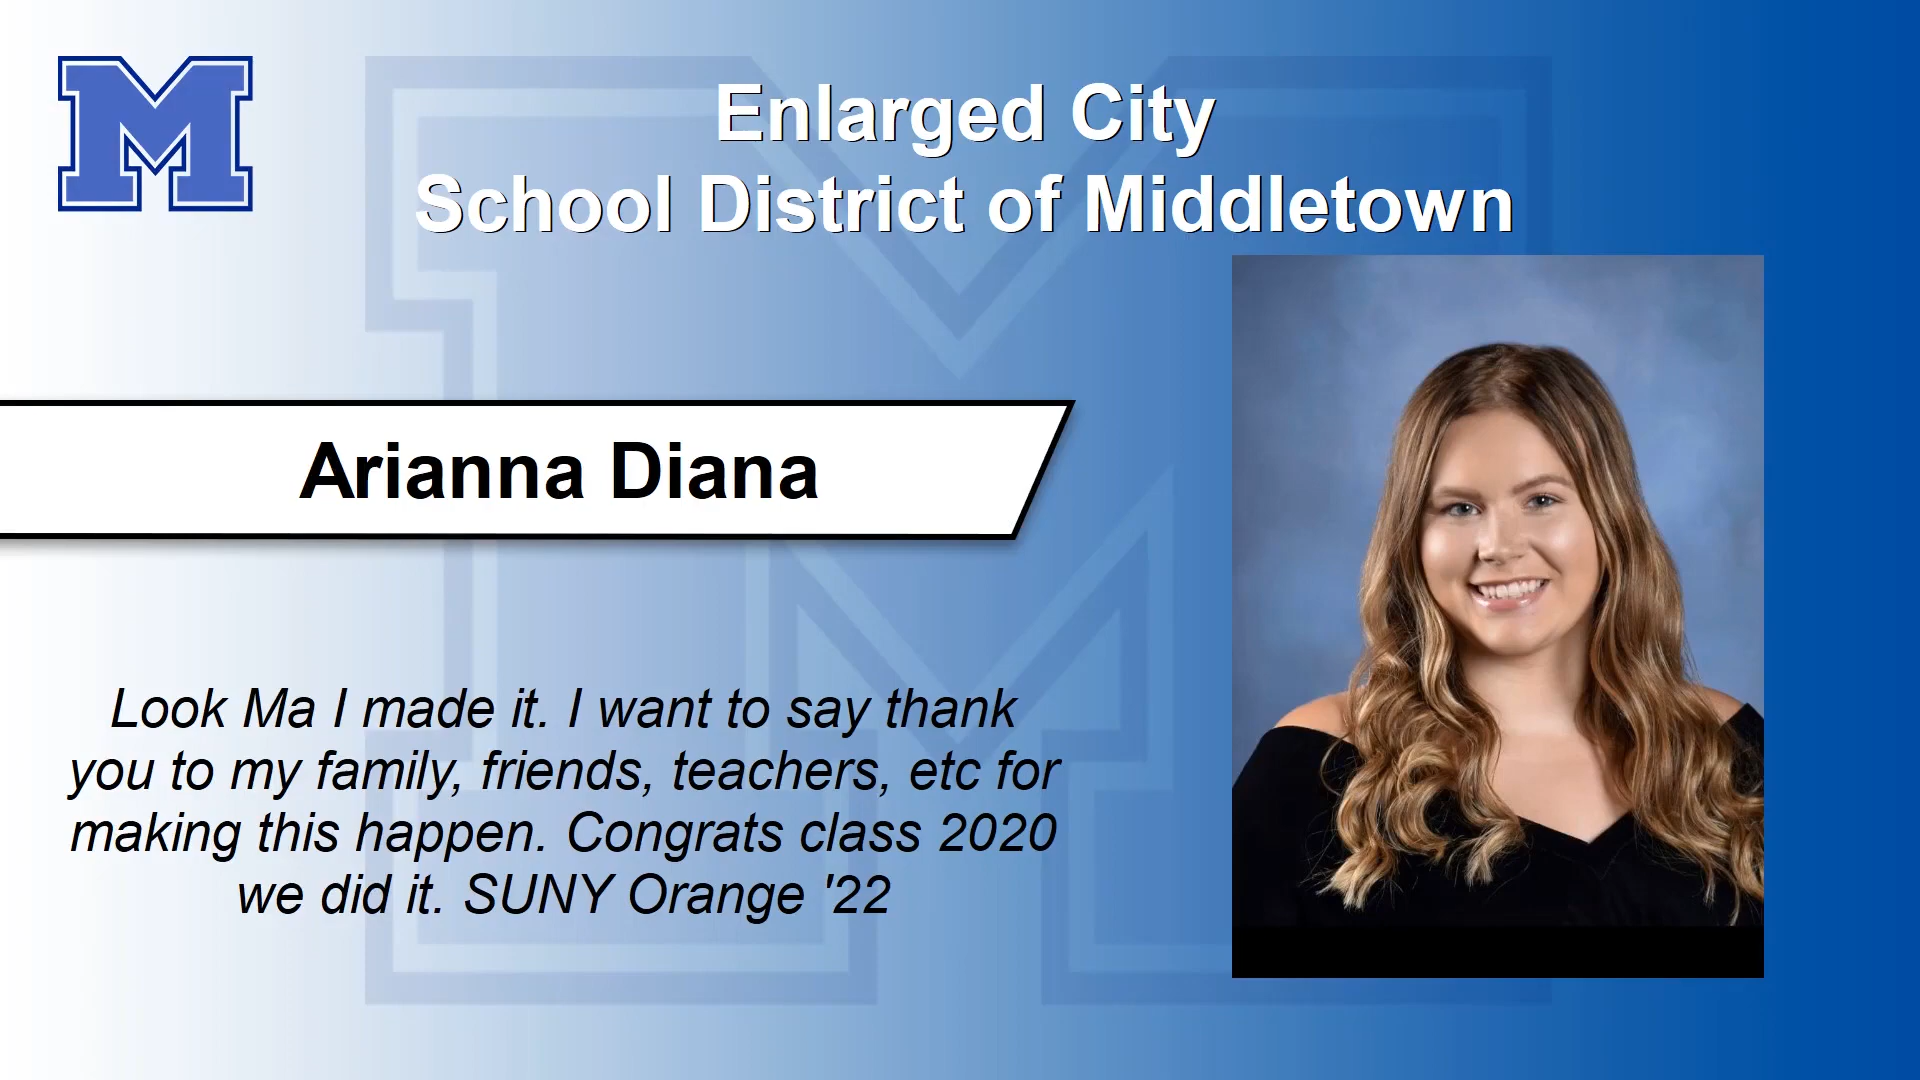 M
Enlarged City
School District of Middletown
Arianna Diana
Look Ma I made it. I want to say thank
you to my family, friends, teachers, etc for
making this happen. Congrats class 2020
we did it. SUNY Orange '22